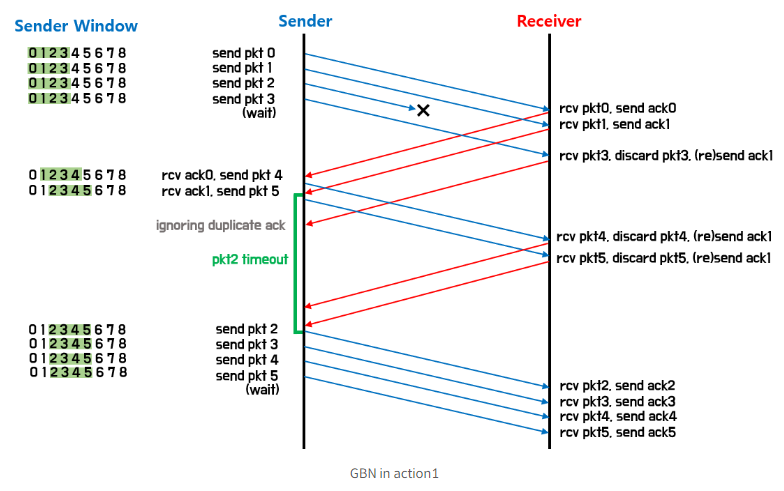 Sender Window
Sender
Receiver
0 1 2 3 4 5 6 7 8
send pkt 0
0 1 2 3 4 5 6 7 8
send pkt 1
0 1 2 3 4 5 6 7 8
send pkt 2
0 1 2 3 4 5 6 7 8
send pkt 3
(wait)
rcv pkt0, send ack0
rcv pkt1, send ack1
rcv pkt3, discard pkt3, (re)send ack1
0 1 2 3 4 5 6 7 8
rcv ack0, send pkt 4
0 1 2 3 4 5 6 7 8
rcv ack1, send pkt 5
ignoring duplicate ack
pkt2 timeout
rcv pkt4, discard pkt4, (re)send ack1
rcv pkt5, discard pkt5, (re)send ack1
0 1 2 3 4 5 6 7 8
send pkt 2
0 1 2 3 4 5 6 7 8
send pkt 3
0 1 2 3 4 5 6 7 8
send pkt 4
0 1 2 3 4 5 6 7 8
send pkt 5
(wait)
rcv pkt2, send ack2
rcv pkt3, send ack3
rcv pkt4, send ack4
rcv pkt5, send ack5
GBN in action1